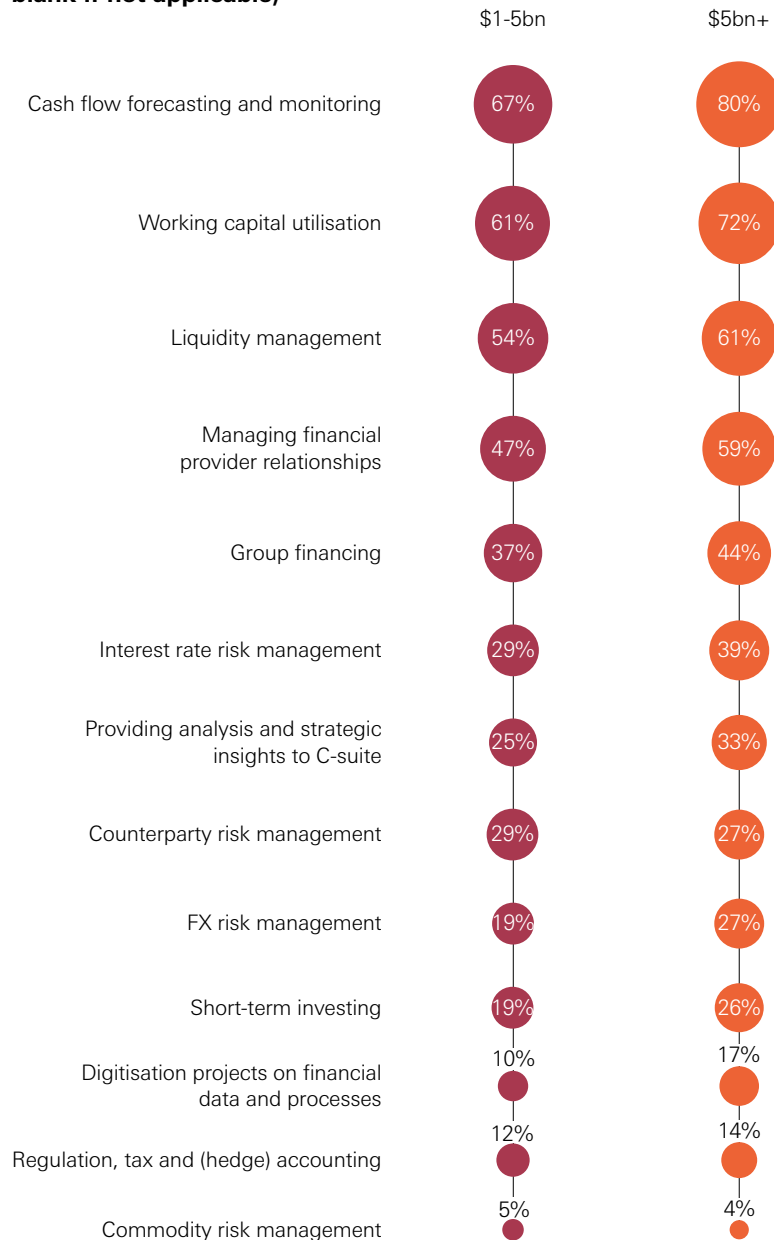 $1-5bn $5bn+
Cash flow forecasting and monitoring 67% 80%
Working capital utilisation 61% 72%
Liquidity management 54% 61%
Managing financial
provider relationships 47% 59%
Group financing 37% 44%
Interest rate risk management 29% 39%
Providing analysis and strategic
insights to C-suite 25% 33%
Counterparty risk management 29% 27%
FX risk management 19% 27%
Short-term investing 19% 26%
10% 17%
Digitisation projects on financial
data and processes
12% 14%
Regulation, tax and (hedge) accounting
5% 4%
Commodity risk management